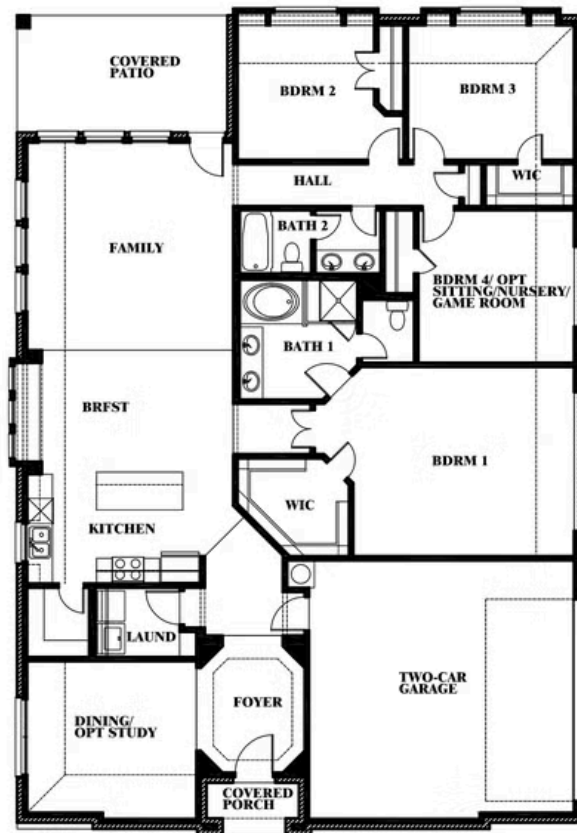 COVERED
PATIO
BDRM 2
BDRM 3
HALL
WIC
BATH 2
FAMILY
BDRM 4/ OPT
SITTING/NURSERY/
GAME ROOM
BATH 1
BRFST
BDRM 1
WIC
KITCHEN
LAUND
TWO-CAR
GARAGE
FOYER
DINING/
OPT STUDY
COVERED
PORCH